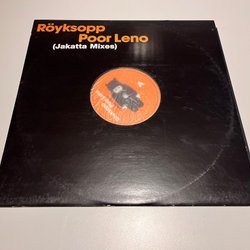 Röyksopp
Poor Leno
(Jakatta Mixes)